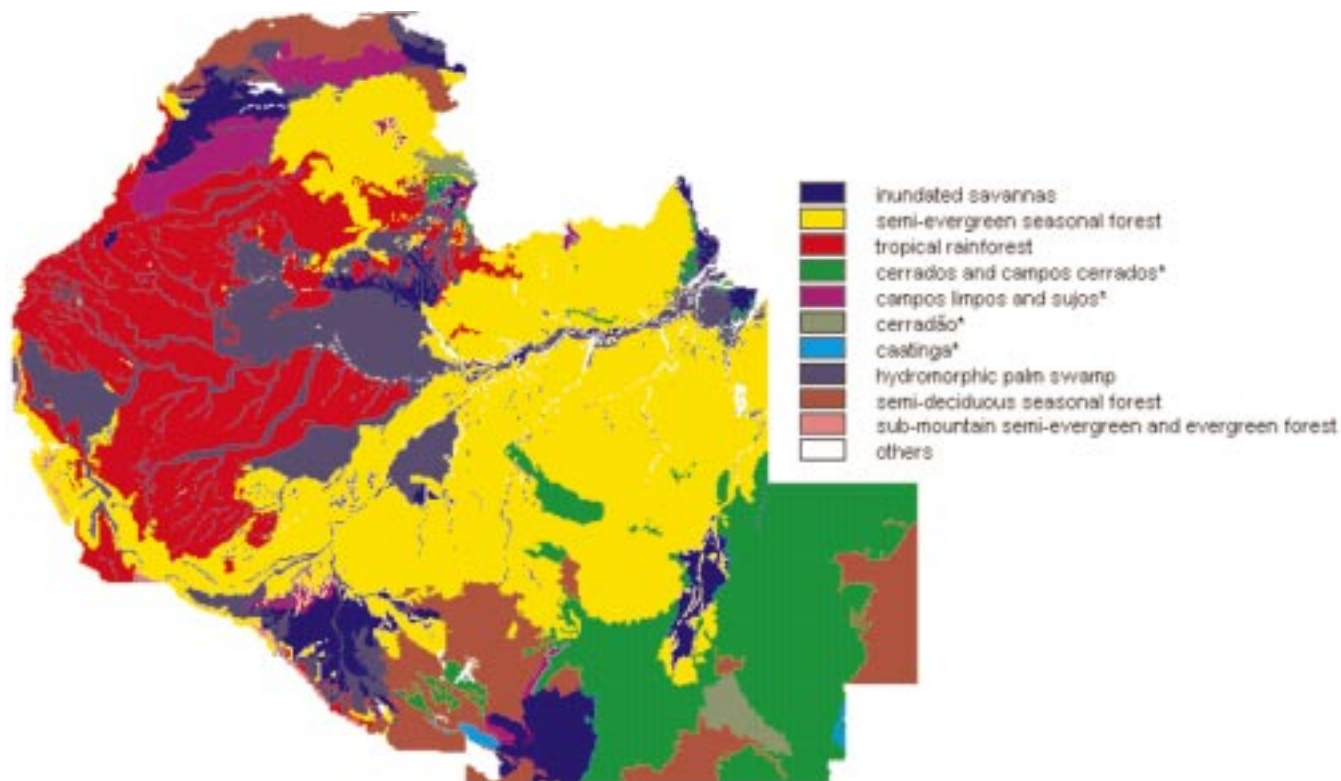 inundated savannas
semi-evergreen seasonal forest
tropical rainforest
cerrados and campos cerrados*
campos limpos and sujos*
cerradão*
caatinga*
hydromorphic palm swamp
semi-deciduous seasonal forest
sub-mountain semi-evergreen and evergreen forest
others